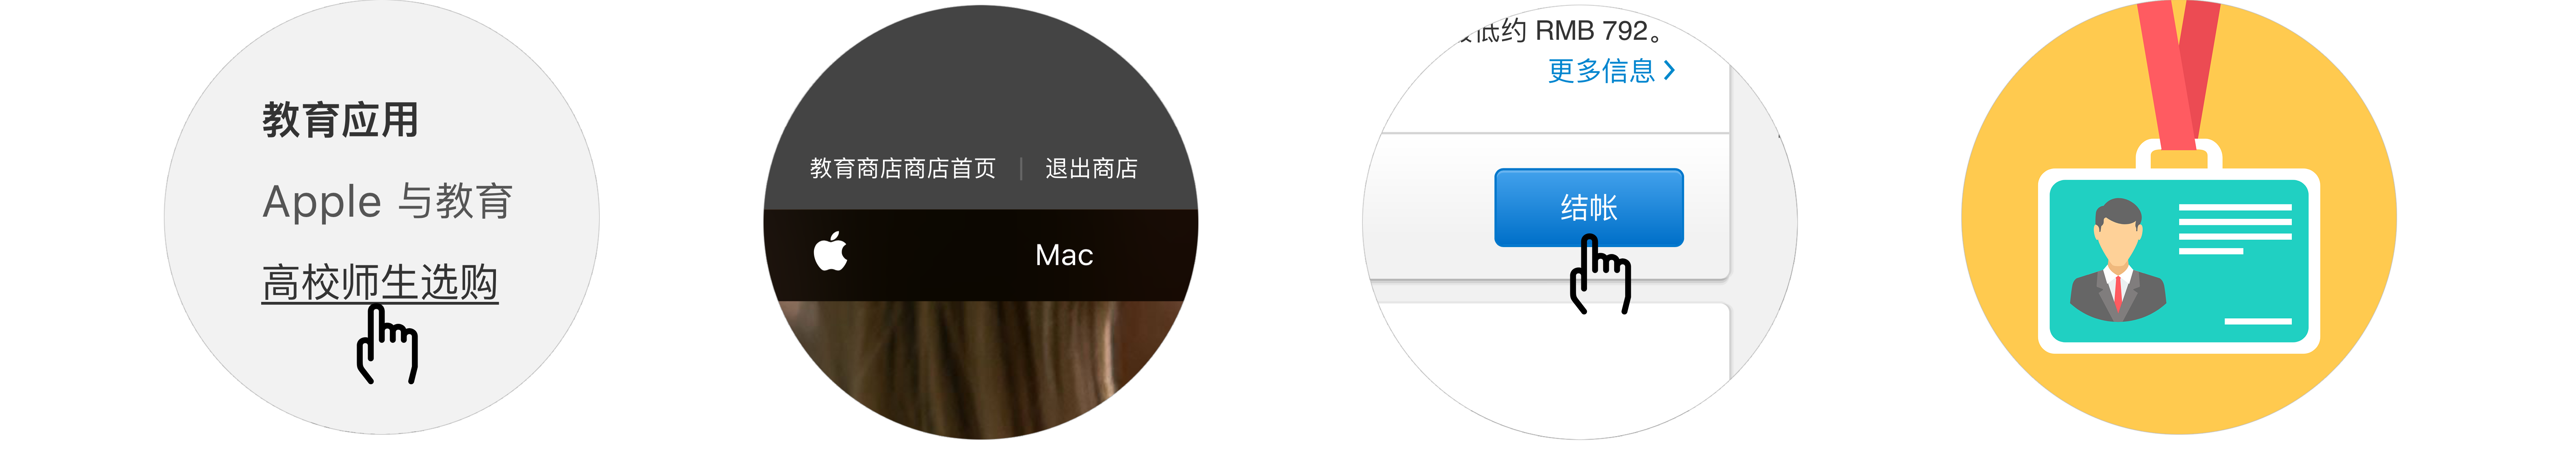 教育应用
Apple 与教育
高校师生选购
教育商店商店首页 | 退出商店
Mac
低约 RMB 792。
更多信息
结帐